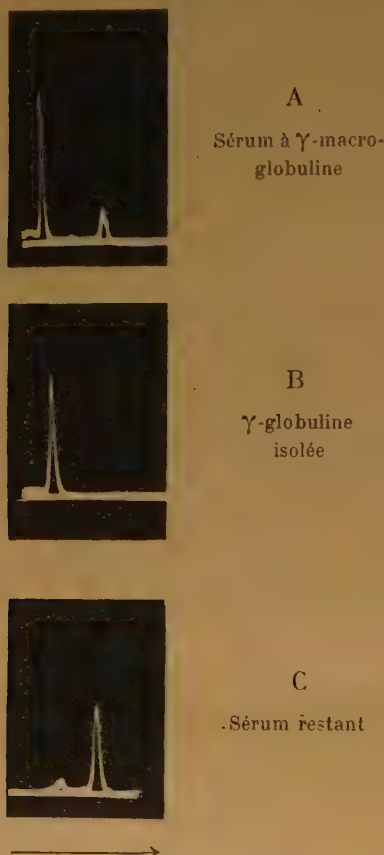 A
Sérum à γ-macro-
globuline
B
γ-globuline
isolée
C
Sérum restant